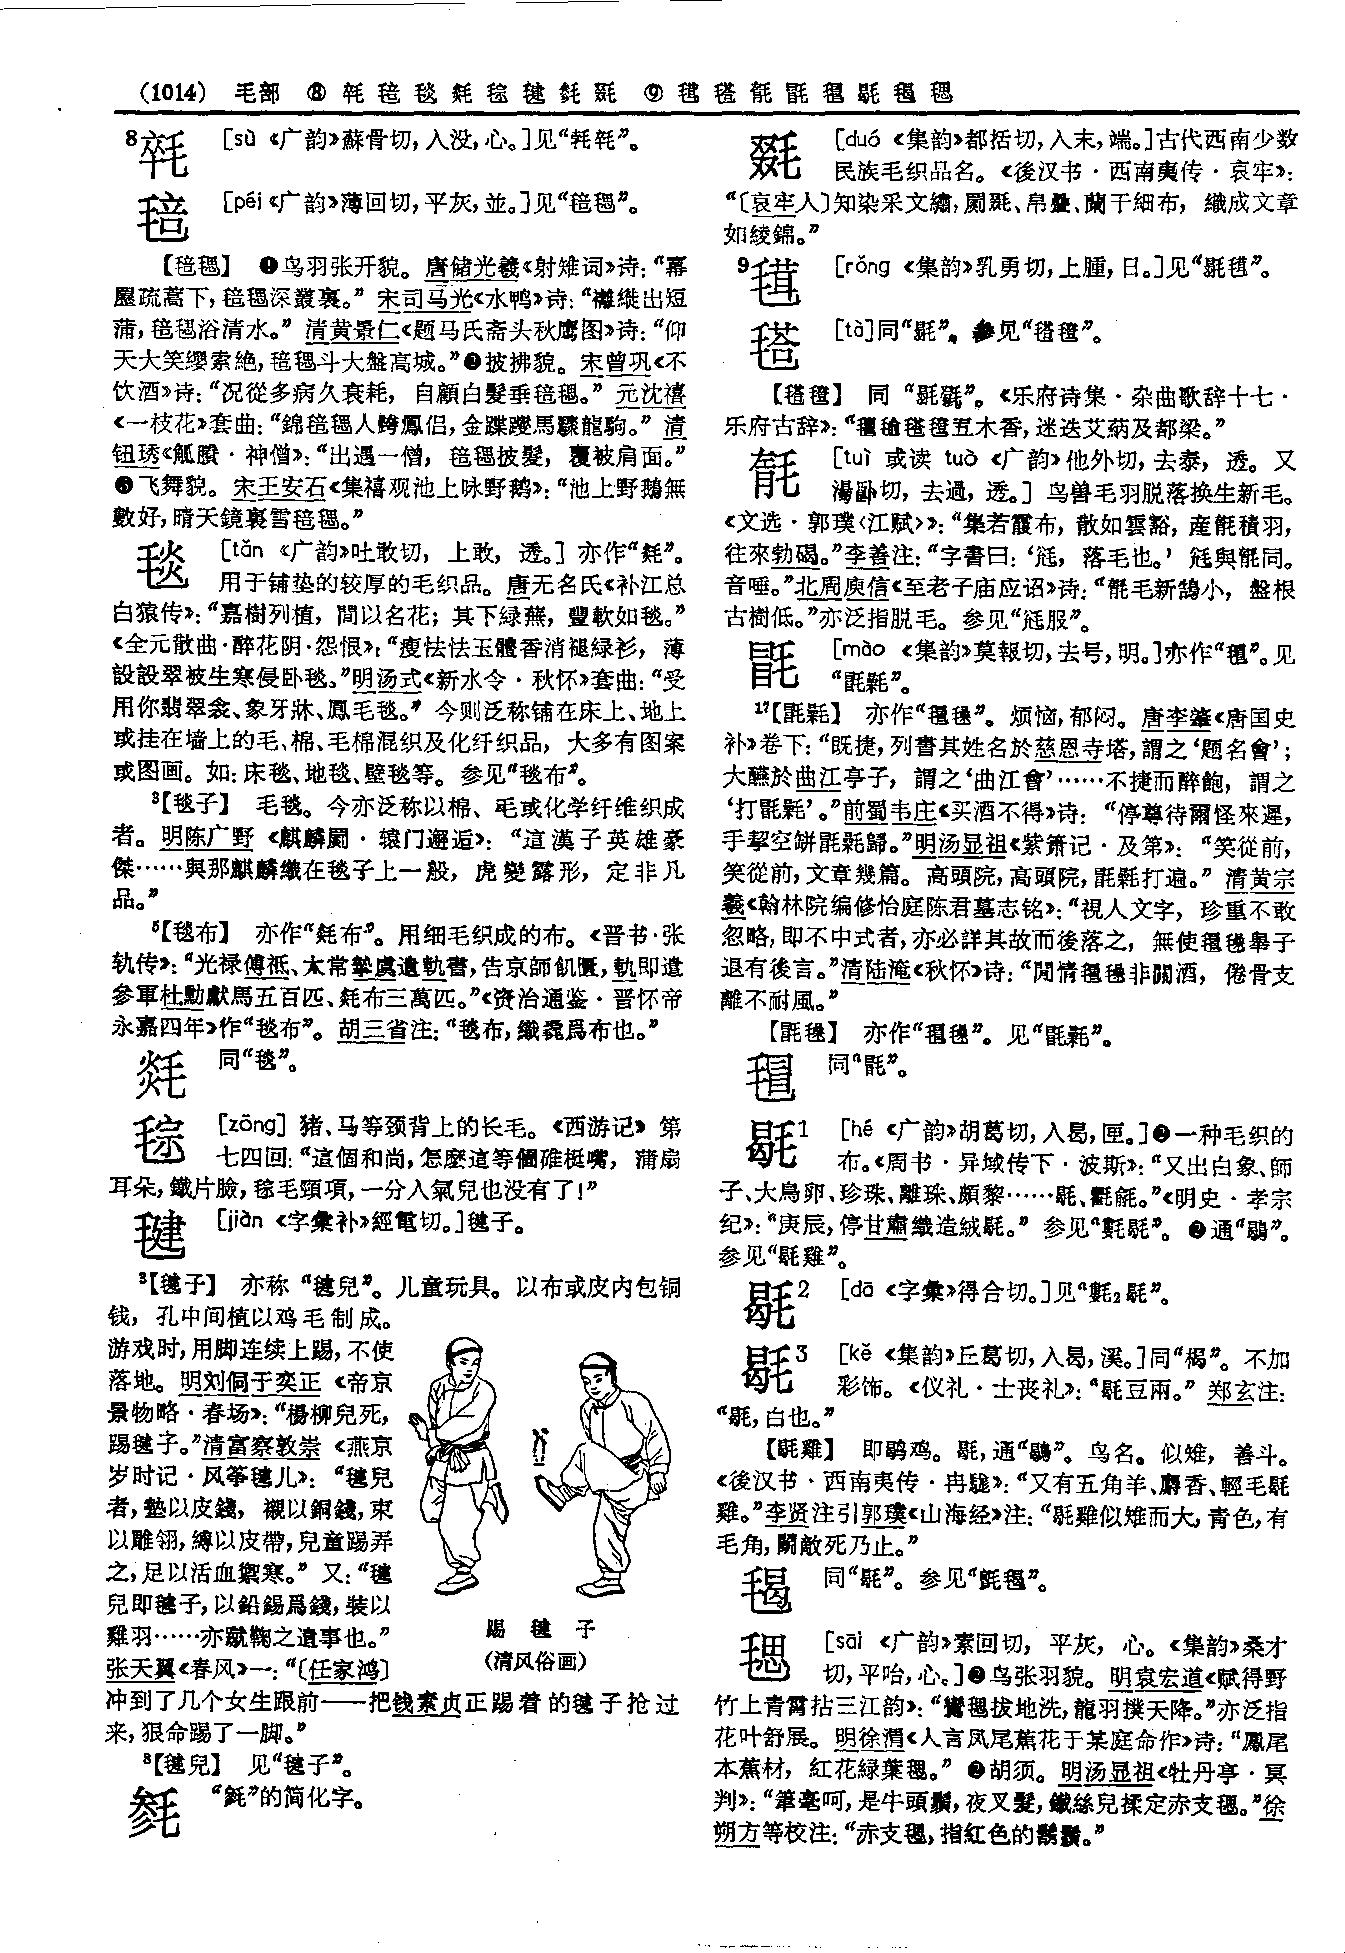 (1014) 毛部 ⑧ 毧毰毯毵毶毽毵毲 ⑨
8 [sù《广韵》蘇骨切,入没,心。]见“𣮆𣮆”。
毰 [péi《广韵》薄回切,平灰,並。]见“毰毸”。
【毰毸】 ❶鸟羽张开貌。唐储光羲《射雉词》诗:“幂
屋疏蒿下,毰毸深叢裏。”宋司马光《水鸭》诗:“襳褷出短
蒲,毰毸浴清水。”清黄景仁《题马氏斋头秋鹰图》诗:“仰
天大笑缨索絶,毰毸斗大盤高城。”❷披拂貌。宋曾巩《不
饮酒》诗:“况從多病久衰耗,自顧白髮垂毰毸。”元沈禧
《一枝花》套曲:“錦毰毸人跨鳳侣,金蹀躞馬驟龍駒。”清
钮琇《觚賸·神僧》:“出遇一僧,毰毸披髮,覆被肩面。”
❸飞舞貌。宋王安石《集禧观池上咏野鹅》:“池上野鵝無
數好,晴天鏡裏雪毰毸。”
毯 [tǎn《广韵》吐敢切,上敢,透。]亦作“毵”。
用于铺垫的较厚的毛织品。唐无名氏《补江总
白猿传》:“嘉樹列植,間以名花;其下緑蕪,豐軟如毯。”
《全元散曲·醉花阴·怨恨》:“瘦怯怯玉體香消褪緑衫,薄
設設翠被生寒侵卧毯。”明汤式《新水令·秋怀》套曲:“受
用你翡翠衾、象牙牀、鳳毛毯。”今则泛称铺在床上、地上
或挂在墙上的毛、棉、毛棉混织及化纤织品,大多有图案
或图画。如:床毯、地毯、壁毯等。参见“毯布”。
3【毯子】 毛毯。今亦泛称以棉、毛或化学纤维织成
者。明陈广野《麒麟罽·辕门邂逅》:“這漢子英雄豪
傑……與那麒麟纖在毯子上一般,虎變露形,定非凡
品。”
5【毯布】 亦作“毵布”。用细毛织成的布。《晋书·张
轨传》:“光禄傅祗、太常摯虞遺軌書,告京師飢匱,軌即遣
參軍杜勳獻馬五百匹、毯布三萬匹。”《资治通鉴·晋怀帝
永嘉四年》作“毯布”。胡三省注:“毯布,織毳爲布也。”
同“毯”。
[zōng] 猪、马等颈背上的长毛。《西游记》第
七四回:“這個和尚,怎麽這等個碓梃嘴,蒲扇
耳朵,鐵片臉,毛頸項,一分人氣兒也没有了!”
毽 [jiàn《字彙补》經電切。]毽子。
3【毽子】 亦称“毽兒”。儿童玩具。以布或皮内包铜
钱,孔中间植以鸡毛制成。
游戏时,用脚连续上踢,不使
落地。明刘侗于奕正《帝京
景物略·春场》:“楊柳兒死,
踢毽子。”清富察敦崇《燕京
岁时记·风筝毽儿》:“毽兒
者,墊以皮錢,襯以銅錢,束
以雕翎,縛以皮帶,兒童踢弄
之,足以活血禦寒。”又:“毽
兒即毽子,以鉛錫爲錢,裝以
雞羽……亦蹴鞠之遺事也。”
张天翼《春风》一:“〔任家鸿〕
冲到了几个女生跟前——把钱素贞正踢着的毽子抢过
来,狠命踢了一脚。”
8【毽兒】 见“毽子”。
毵 “毿”的简化字。
踢毽子
(清风俗画)
毲 [duó《集韵》都括切,入末,端。]古代西南少数
民族毛织品名。《後汉书·西南夷传·哀牢》:
“〔哀牢人〕知染采文繡,罽毲、帛疊、蘭干細布,織成文章
如綾錦。”
9 [rǒng《集韵》乳勇切,上腫,日。]见“”。
[tà]同“毾”。参见“”。
【】 同“毾㲪”。《乐府诗集·杂曲歌辞十七·
乐府古辞》:“五木香,迷迭艾蒳及都梁。”
[tuì 或读 tuò《广韵》他外切,去泰,透。又
湯卧切,去過,透。]鸟兽毛羽脱落换生新毛。
《文选·郭璞〈江赋〉》:“集若霞布,散如雲豁,産毻積羽,
往來勃碣。”李善注:“字書曰:‘毤,落毛也。’毤與毻同。
音唾。”北周庾信《至老子庙应诏》诗:“毻毛新鵠小,盤根
古樹低。”亦泛指脱毛。参见“毤服”。
毷 [mào《集韵》莫報切,去号,明。]亦作“”。见
“毷氉”。
17【毷氉】 亦作“”。烦恼,郁闷。唐李肇《唐国史
补》卷下:“既捷,列書其姓名於慈恩寺塔,謂之‘题名會’;
大醼於曲江亭子,謂之‘曲江會’……不捷而醉飽,謂之
‘打毷氉’。”前蜀韦庄《买酒不得》诗:“停尊待爾怪來遲,
手挈空缾毷氉歸。”明汤显祖《紫箫记·及第》:“笑從前,
笑從前,文章幾篇。高頭院,高頭院,毷氉打遍。”清黄宗
羲《翰林院编修怡庭陈君墓志铭》:“視人文字,珍重不敢
忽略,即不中式者,亦必詳其故而後落之,無使毷氉舉子
退有後言。”清陆淹《秋怀》诗:“閒情毷氉非關酒,倦骨支
離不耐風。”
【】 亦作“”。见“毷氉”。
同“毷”。
毼1 [hé《广韵》胡葛切,入曷,匣。]❶一种毛织的
布。《周书·异域传下·波斯》:“又出白象、師
子、大鳥卵、珍珠、離珠、頗黎……毼、氍毹。”《明史·孝宗
纪》:“庚辰,停甘肅織造絨毼。”参见“毼”。❷通“鶡”。
参见“毼雞”。
毼2 [dā《字彙》得合切。]见“₂毼”。
毼3 [kě《集韵》丘葛切,入曷,溪。]同“楬”。不加
彩饰。《仪礼·士丧礼》:“毼豆兩。”郑玄注:
“毼,白也。”
【毼雞】 即鹖鸡。毼,通“鶡”。鸟名。似雉,善斗。
《後汉书·西南夷传·冉駹》:“又有五角羊、麝香、輕毛毼
雞。”李贤注引郭璞《山海经》注:“毼雞似雉而大,青色,有
毛角,鬭敵死乃止。”
同“毼”。参见“”。
毸 [sāi《广韵》素回切,平灰,心。《集韵》桑才
切,平咍,心。]❶鸟张羽貌。明袁宏道《赋得野
竹上青霄拈三江韵》:“鸞毸拔地洗,龍羽撲天降。”亦泛指
花叶舒展。明徐渭《人言凤尾蕉花于某庭命作》诗:“鳳尾
本蕉材,紅花緑葉毸。”❷胡须。明汤显祖《牡丹亭·冥
判》:“筆毫呵,是牛頭鬚,夜叉髮,鐵絲兒揉定赤支毸。”徐
朔方等校注:“赤支毸,指紅色的鬍鬚。”